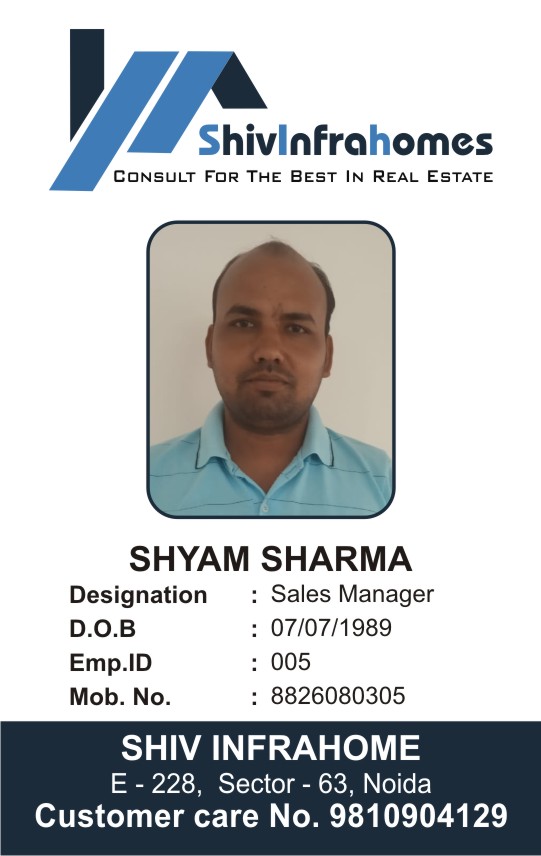 ShivInfrahomes
CONSULT FOR THE BEST IN REAL ESTATE
SHYAM SHARMA
Designation : Sales Manager
D.O.B : 07/07/1989
Emp.ID : 005
Mob. No. : 8826080305
SHIV INFRAHOME
E - 228, Sector - 63, Noida
Customer care No. 9810904129